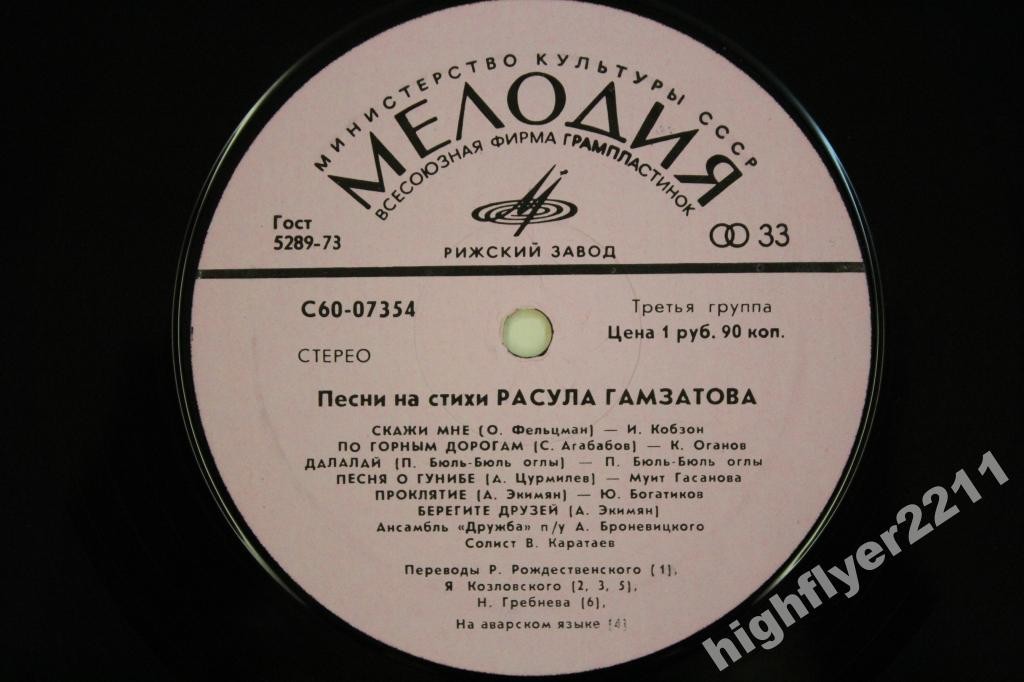 МИНИСТЕРСТВО КУЛЬТУРЫ СССР
МЕЛОДИЯ
ВСЕСОЮЗНАЯ ФИРМА ГРАМПЛАСТИНОК
Гост
5289-73
РИЖСКИЙ ЗАВОД
33
С60-07354
Третья группа
Цена 1 руб. 90 коп.
СТЕРЕО
Песни на стихи РАСУЛА ГАМЗАТОВА
СКАЖИ МНЕ (О. Фельцман) — И. Кобзон
ПО ГОРНЫМ ДОРОГАМ (С. Агабабов) — К. Оганов
ДАЛАЛАЙ (П. Бюль-Бюль оглы) — П. Бюль-Бюль оглы
ПЕСНЯ О ГУНИБЕ (Д. Цурмилев) — Муит Гасанова
ПРОКЛЯТИЕ (А. Экимян) — Ю. Богатиков
БЕРЕГИТЕ ДРУЗЕЙ (А. Экимян)
Ансамбль «Дружба» п/у А. Броневицкого
Солист В. Каратаев
Переводы Р. Рождественского (1),
Я Козловского (2, 3, 5),
Н. Гребнева (6),
На аварском языке (4)
highflyer2211